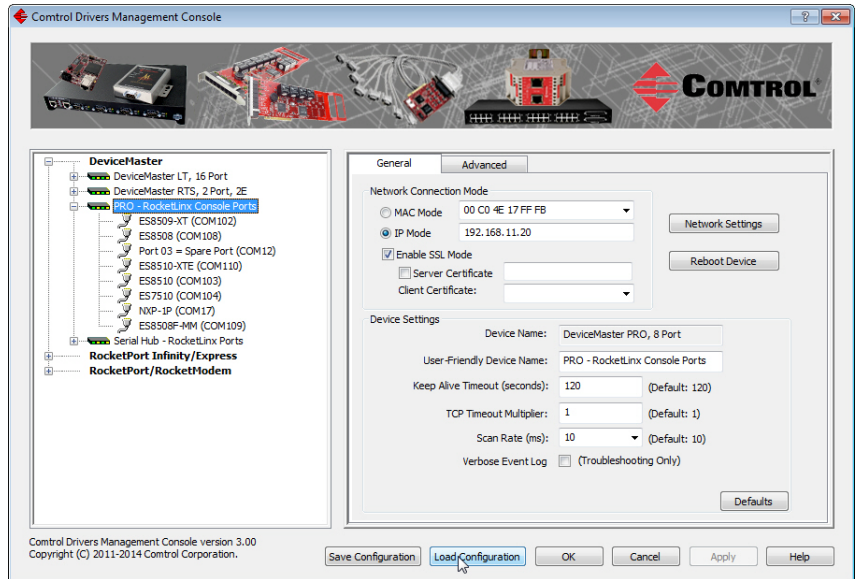 Comtrol Drivers Management Console
COMTROL
DeviceMaster
DeviceMaster LT, 16 Port
DeviceMaster RTS, 2 Port, 2E
PRO - RocketLinx Console Ports
ES8509-XT (COM102)
ES8508 (COM108)
Port 03 = Spare Port (COM12)
ES8510-XTE (COM110)
ES8510 (COM103)
ES7510 (COM104)
NXP-1P (COM17)
ES8508F-MM (COM109)
Serial Hub - RocketLinx Ports
RocketPort Infinity/Express
RocketPort/RocketModem
General
Advanced
Network Connection Mode
MAC Mode
00 C0 4E 17 FF FB
IP Mode
192.168.11.20
Enable SSL Mode
Server Certificate
Client Certificate:
Network Settings
Reboot Device
Device Settings
Device Name:
DeviceMaster PRO, 8 Port
User-Friendly Device Name:
PRO - RocketLinx Console Ports
Keep Alive Timeout (seconds):
120
(Default: 120)
TCP Timeout Multiplier:
1
(Default: 1)
Scan Rate (ms):
10
(Default: 10)
Verbose Event Log
(Troubleshooting Only)
Defaults
Comtrol Drivers Management Console version 3.00
Copyright (C) 2011-2014 Comtrol Corporation.
Save Configuration
Load Configuration
OK
Cancel
Apply
Help